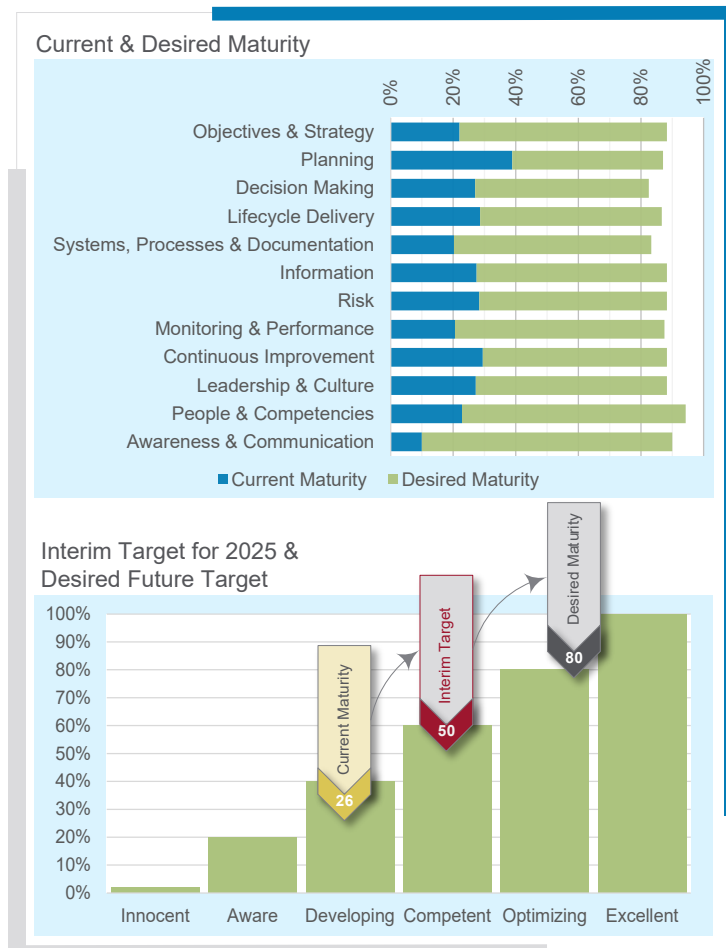 Current & Desired Maturity
0%
20%
40%
60%
80%
100%
Objectives & Strategy
Planning
Decision Making
Lifecycle Delivery
Systems, Processes & Documentation
Information
Risk
Monitoring & Performance
Continuous Improvement
Leadership & Culture
People & Competencies
Awareness & Communication
Current Maturity
Desired Maturity
Interim Target for 2025 &
Desired Future Target
100%
90%
80%
70%
60%
50%
40%
30%
20%
10%
0%
Current Maturity
26
Interim Target
50
Desired Maturity
80
Innocent
Aware
Developing
Competent
Optimizing
Excellent